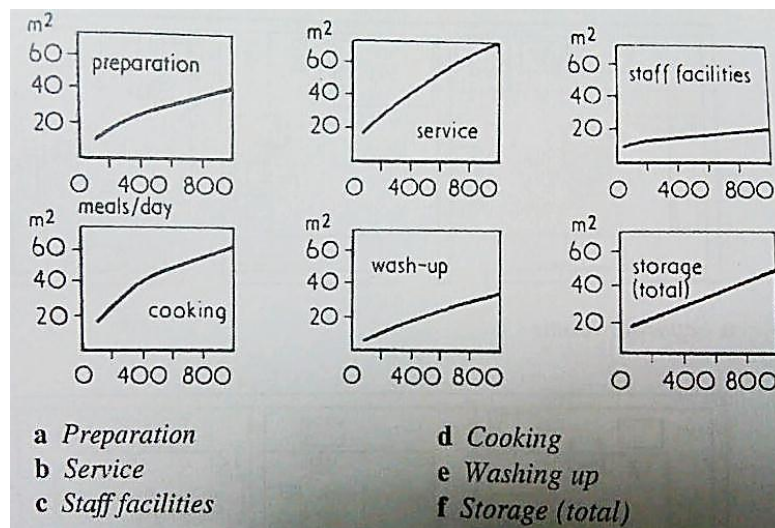 m²
60
40
20
preparation
0 400 800
meals/day
m²
60
40
20
service
0 400 800
m²
60
40
20
staff facilities
0 400 800
m²
60
40
20
cooking
0 400 800
m²
60
40
20
wash-up
0 400 800
m²
60
40
20
storage
(total)
0 400 800
a Preparation
b Service
c Staff facilities
d Cooking
e Washing up
f Storage (total)